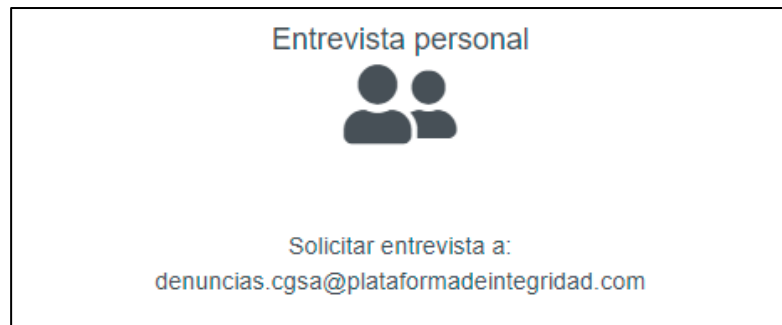 Entrevista personal
Solicitar entrevista a:
denuncias.cgsa@plataformadeintegridad.com